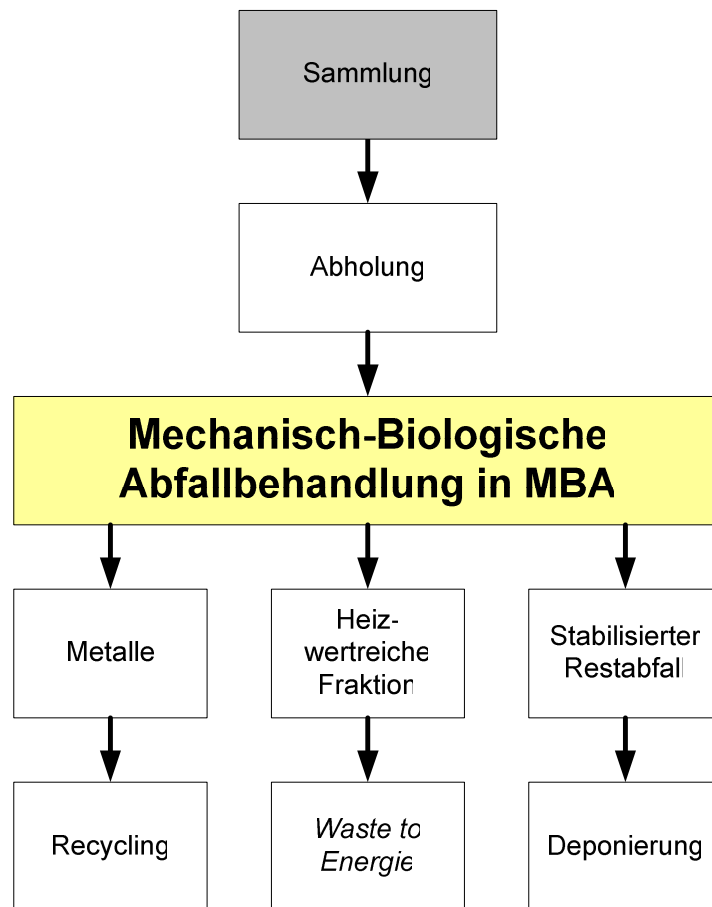 Sammlung
Abholung
Mechanisch-Biologische
Abfallbehandlung in MBA
Metalle
Heiz-
wertreiche
Fraktion
Stabilisierter
Restabfall
Recycling
Waste to
Energie
Deponierung